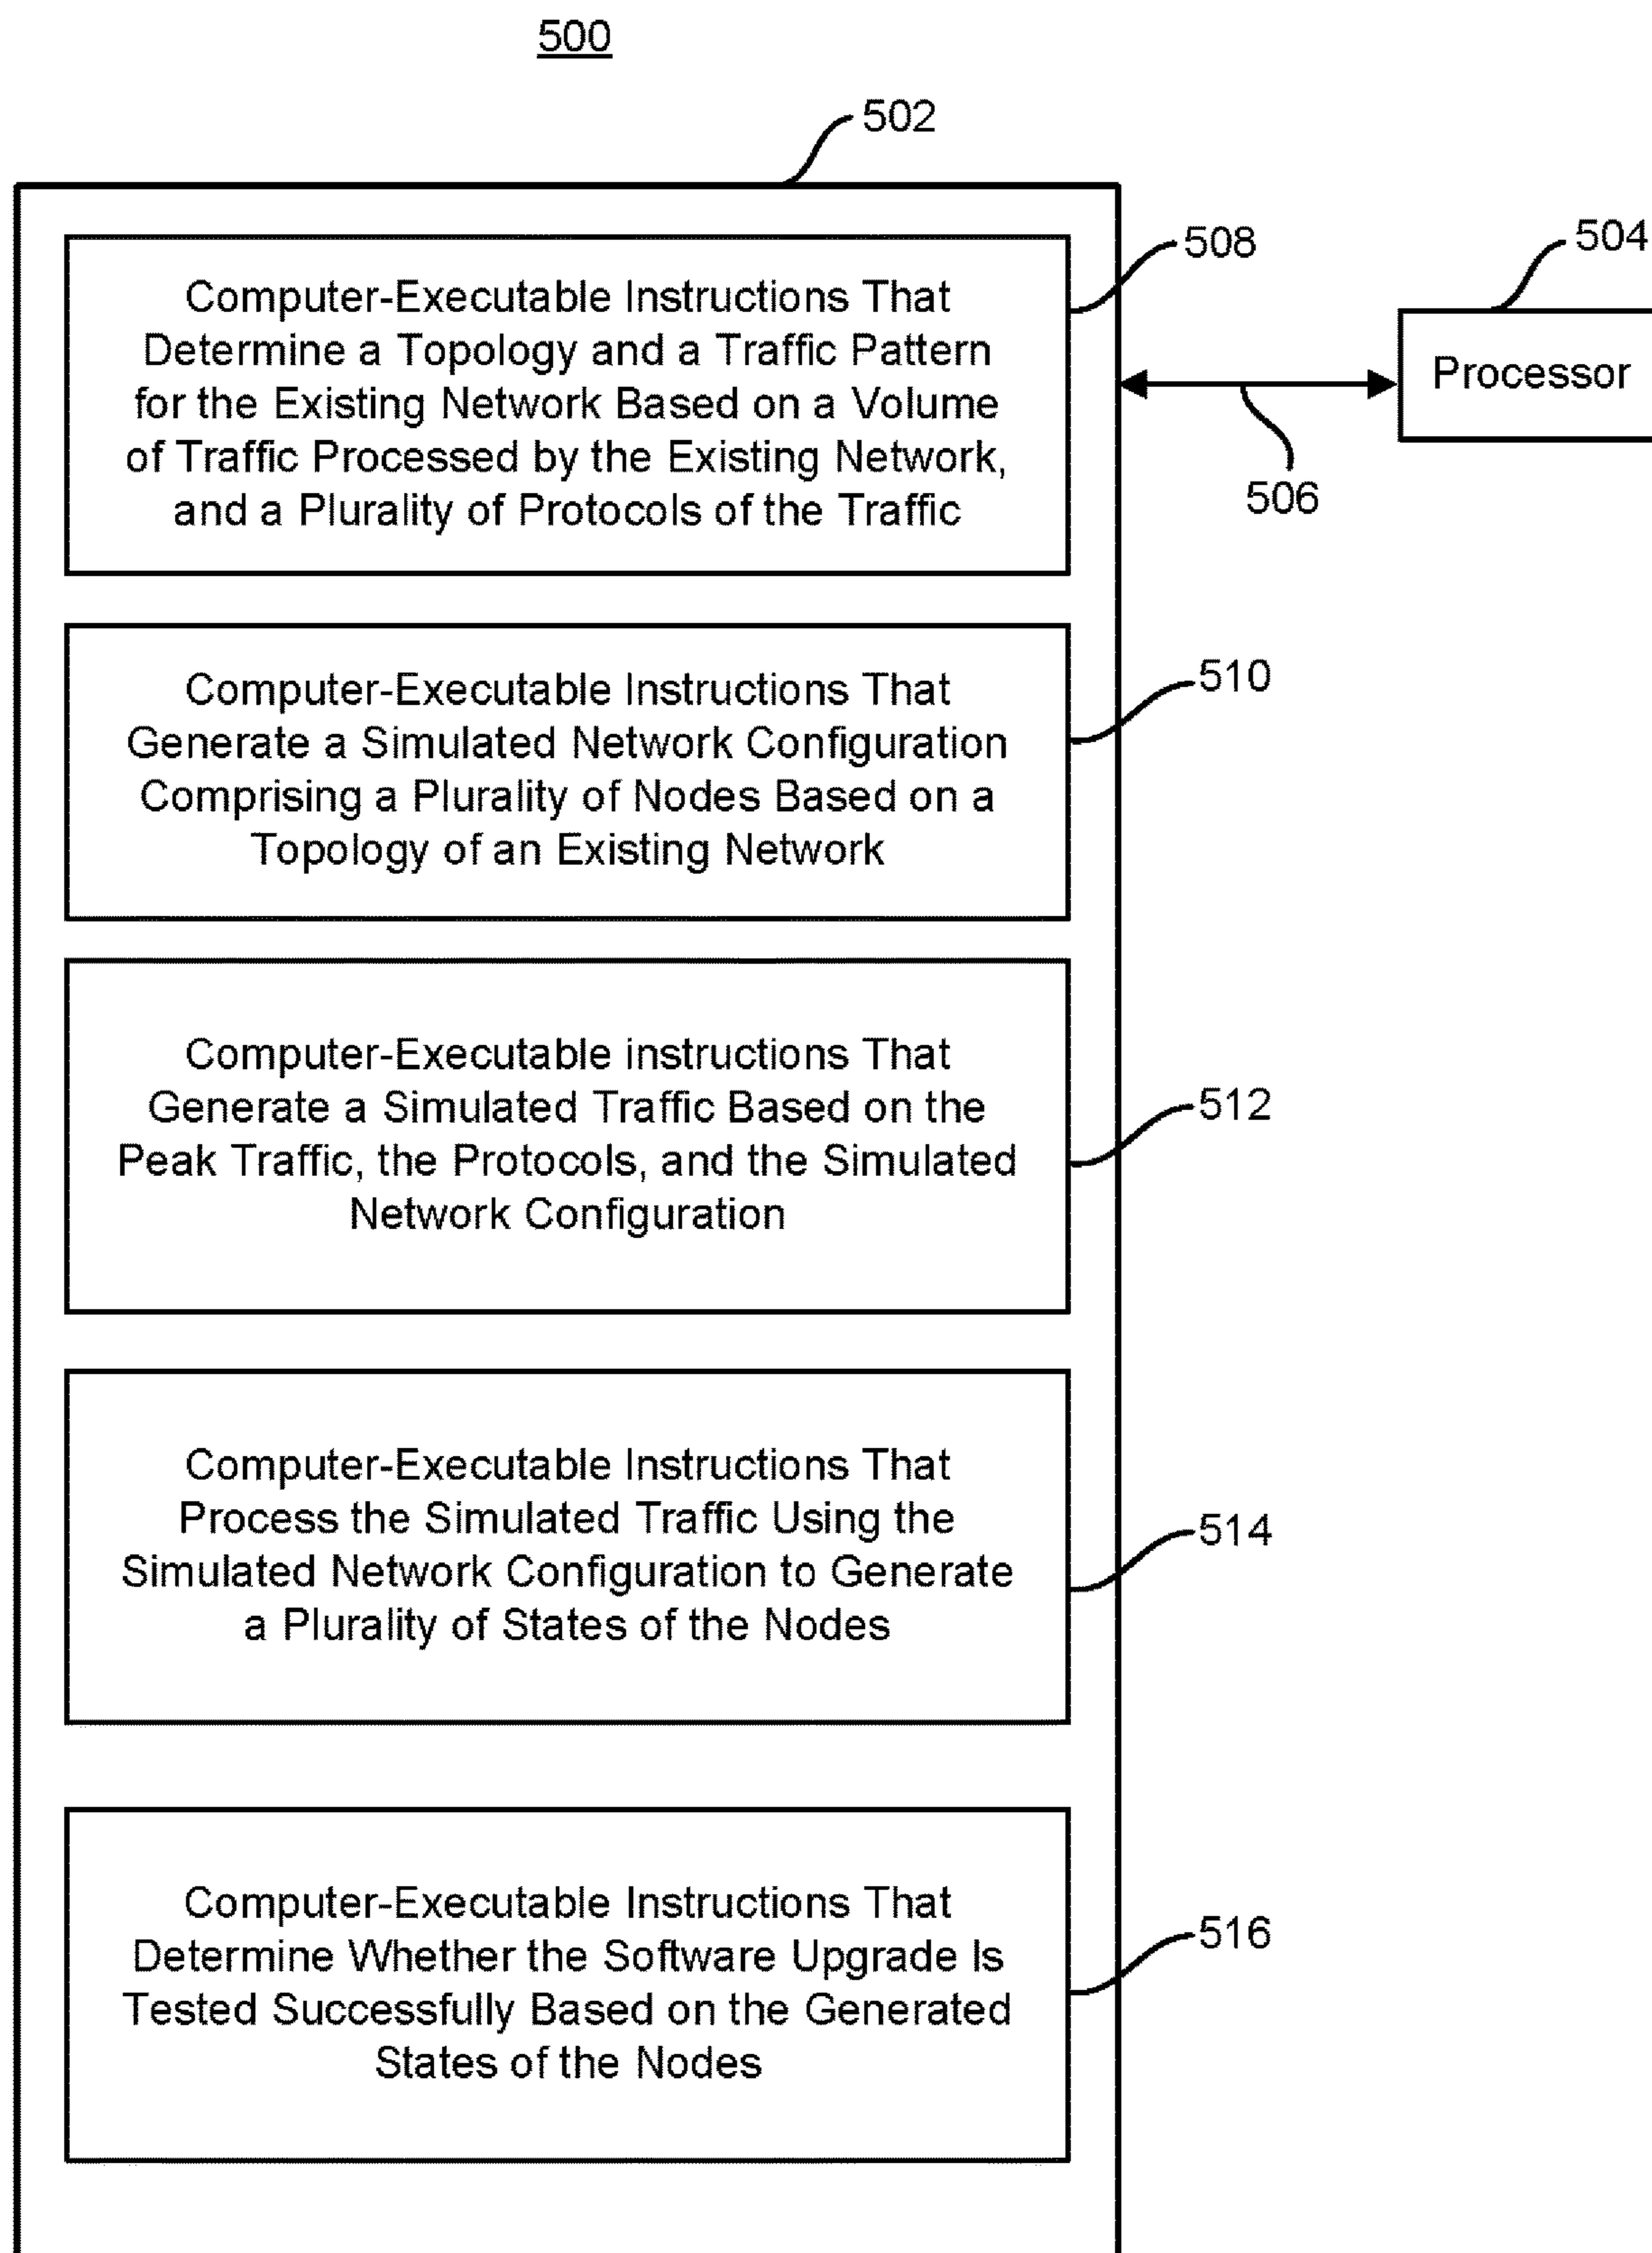 500
502
508
504
Computer-Executable Instructions That
Determine a Topology and a Traffic Pattern
for the Existing Network Based on a Volume
of Traffic Processed by the Existing Network,
and a Plurality of Protocols of the Traffic
Processor
506
Computer-Executable Instructions That
Generate a Simulated Network Configuration
Comprising a Plurality of Nodes Based on a
Topology of an Existing Network
510
Computer-Executable instructions That
Generate a Simulated Traffic Based on the
Peak Traffic, the Protocols, and the Simulated
Network Configuration
512
Computer-Executable Instructions That
Process the Simulated Traffic Using the
Simulated Network Configuration to Generate
a Plurality of States of the Nodes
514
Computer-Executable Instructions That
Determine Whether the Software Upgrade Is
Tested Successfully Based on the Generated
States of the Nodes
516